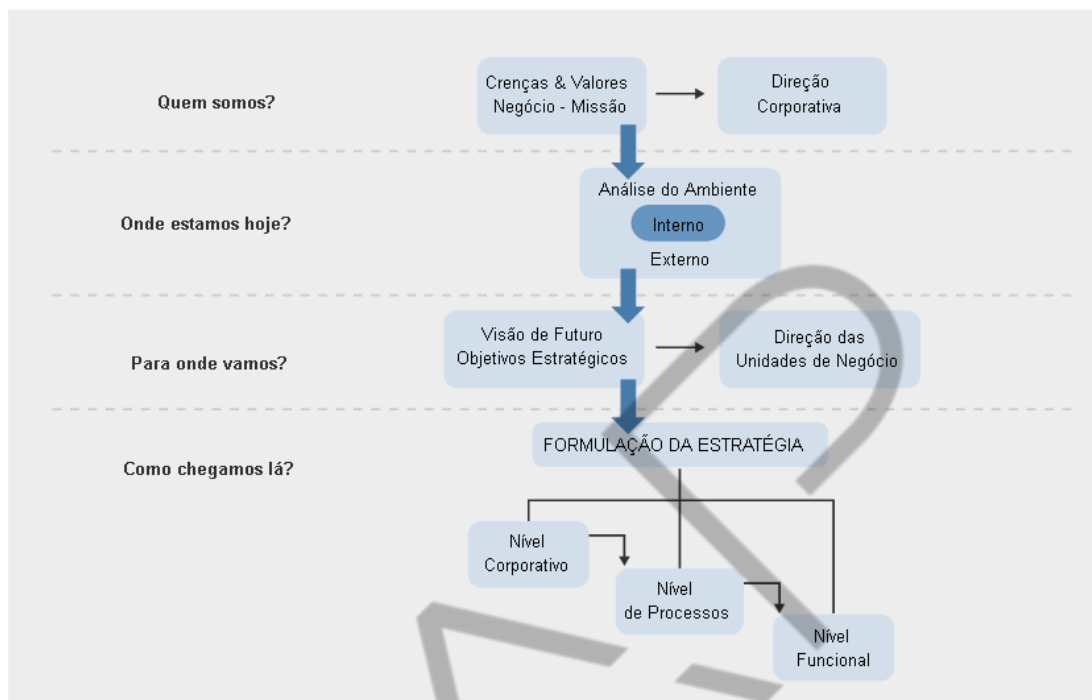 Quem somos?
Crenças & Valores
Negócio - Missão
Direção
Corporativa
Onde estamos hoje?
Análise do Ambiente
Interno
Externo
Para onde vamos?
Visão de Futuro
Objetivos Estratégicos
Direção das
Unidades de Negócio
Como chegamos lá?
FORMULAÇÃO DA ESTRATÉGIA
Nível
Corporativo
Nível
de Processos
Nível
Funcional